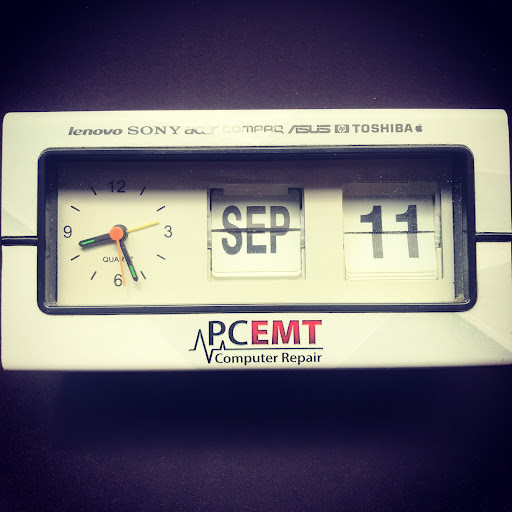 lenovo SONY acer COMPAQ ASUS hp TOSHIBA
12
9 3
QUARTZ
6
SEP 11
PCEMT
Computer Repair